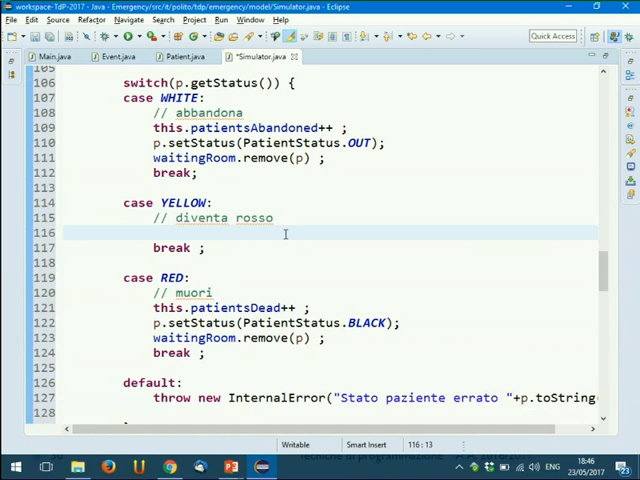 workspace-TdP-2017 - Java - Emergency/src/it/polito/tdp/emergency/model/Simulator.java - Eclipse
File Edit Source Refactor Navigate Search Project Run Window Help
Quick Access
Main.java Event.java Patient.java *Simulator.java
105
106 switch(p.getStatus()) {
107 case WHITE:
108 // abbandona
109 this.patientsAbandoned++ ;
110 p.setStatus(PatientStatus.OUT);
111 waitingRoom.remove(p) ;
112 break;
113
114 case YELLOW:
115 // diventa rosso
116
117 break ;
118
119 case RED:
120 // muori
121 this.patientsDead++ ;
122 p.setStatus(PatientStatus.BLACK);
123 waitingRoom.remove(p) ;
124 break ;
125
126 default:
127 throw new InternalError("Stato paziente errato "+p.toString(
128
Writable Smart Insert 116 : 13
Tecniche di programmazione
ENG 18:46
23/05/2017 23